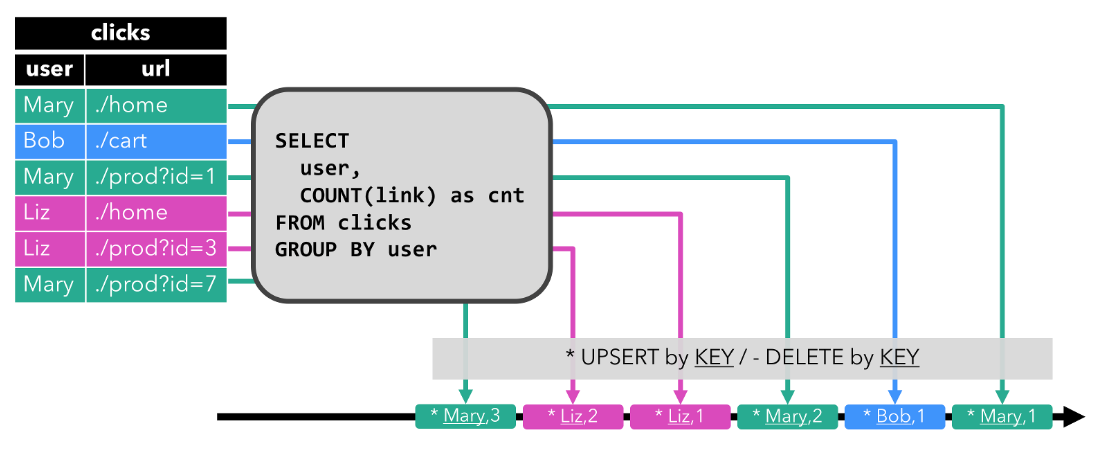 clicks
user url
Mary ./home
Bob ./cart
Mary ./prod?id=1
Liz ./home
Liz ./prod?id=3
Mary ./prod?id=7
SELECT
user,
COUNT(link) as cnt
FROM clicks
GROUP BY user
* UPSERT by KEY / - DELETE by KEY
* Mary,3 * Liz,2 * Liz,1 * Mary,2 * Bob,1 * Mary,1